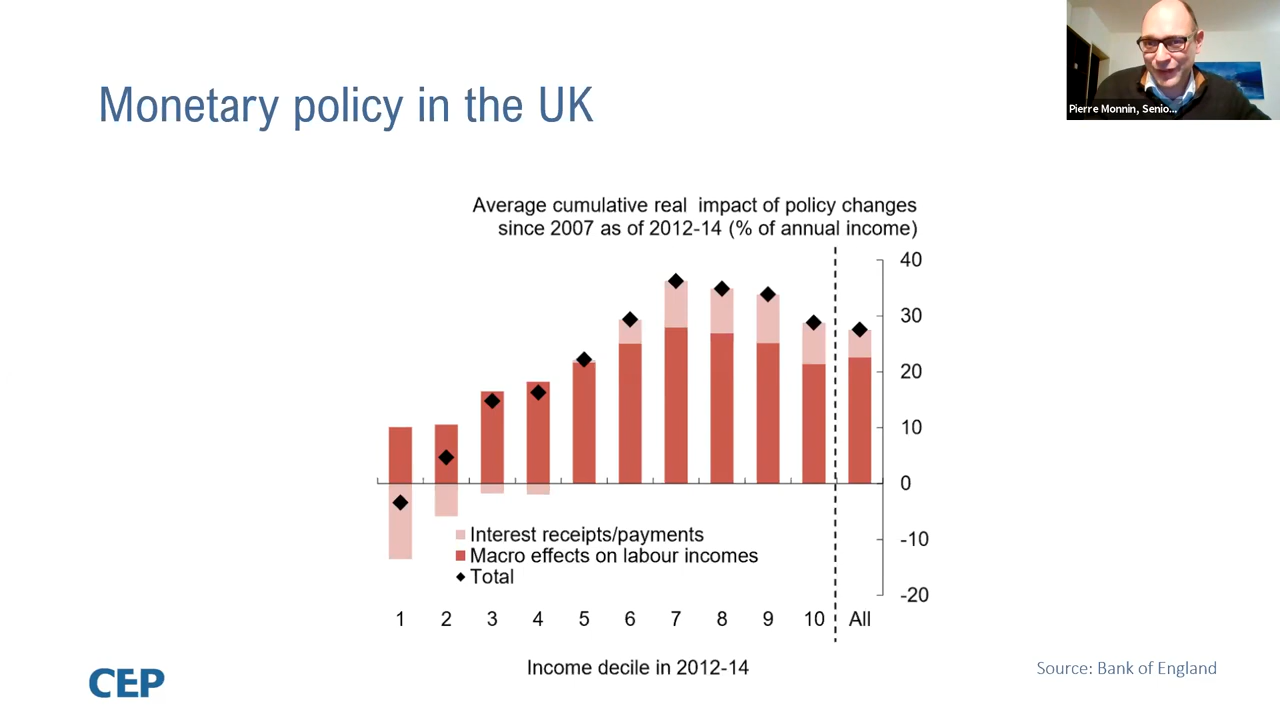 Monetary policy in the UK
Pierre Monnin, Senio...
Average cumulative real impact of policy changes
since 2007 as of 2012-14 (% of annual income)
40
30
20
10
0
-10
-20
Interest receipts/payments
Macro effects on labour incomes
Total
1 2 3 4 5 6 7 8 9 10 All
Income decile in 2012-14
Source: Bank of England
CEP